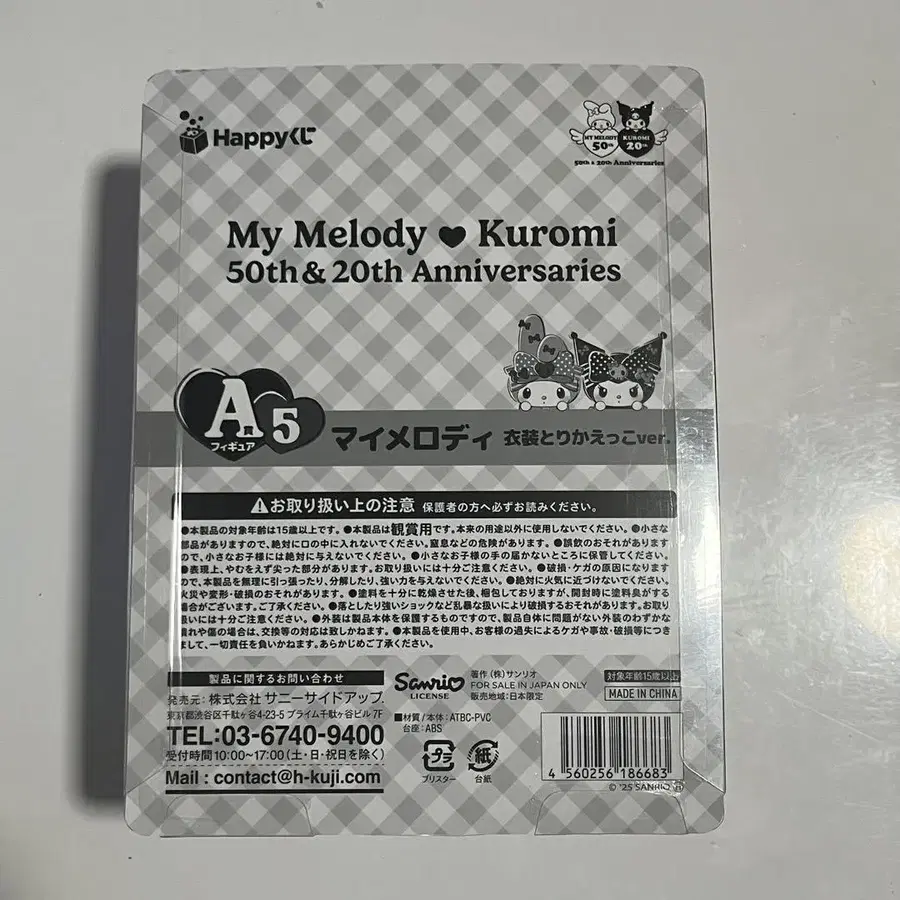 Happyくじ
MY MELODY 50th
KUROMI 20th
50th & 20th Anniversaries
My Melody ♥ Kuromi
50th & 20th Anniversaries
A賞 5
フィギュア
マイメロディ 衣装とりかえっこver.
⚠お取り扱い上の注意 保護者の方へ必ずお読みください。
●本製品の対象年齢は15歳以上です。●本製品は観賞用です。本来の用途以外に使用しないでください。●小さな
部品がありますので、絶対に口の中に入れないでください。窒息などの危険があります。●誤飲のおそれがあります
ので、小さなお子様には絶対に与えないでください。●小さなお子様の手の届かないところに保管してください。
●表現上、やむをえず尖った部分があります。お取り扱いには十分ご注意ください。●破損・ケガの原因になります
ので、本製品を無理に引っ張ったり、分解したり、強い力を与えないでください。●絶対に火気に近づけないでください。
火災や変形・破損のおそれがあります。●塗料を十分に乾燥させた後、梱包しておりますが、開封時に塗料臭がする
場合がございます。ご了承ください。●落としたり強いショックなど乱暴な扱いにより破損するおそれがあります。お取り
扱いには十分ご注意ください。●外装は製品本体を保護するものですので、製品自体に問題がない外装のわずかな
潰れや傷の場合は、交換等の対応は致しかねます。●本製品を使用中、お客様の過失によるケガや事故・破損等につき
まして、一切責任を負いかねます。あらかじめご了承ください。
製品に関するお問い合わせ
発売元:株式会社 サニーサイドアップ
東京都渋谷区千駄ヶ谷4-23-5 プライム千駄ヶ谷ビル 7F
TEL:03-6740-9400
受付時間10:00~17:00(土・日・祝日を除く)
Mail : contact@h-kuji.com
Sanrio
LICENSE
著作(株)サンリオ
FOR SALE IN JAPAN ONLY
販売地域:日本限定
■材質/本体:ATBC-PVC
台座:ABS
プラ
ブリスター
紙
台紙
対象年齢15歳以上
MADE IN CHINA
4 560256 186683
© '25 SANRIO